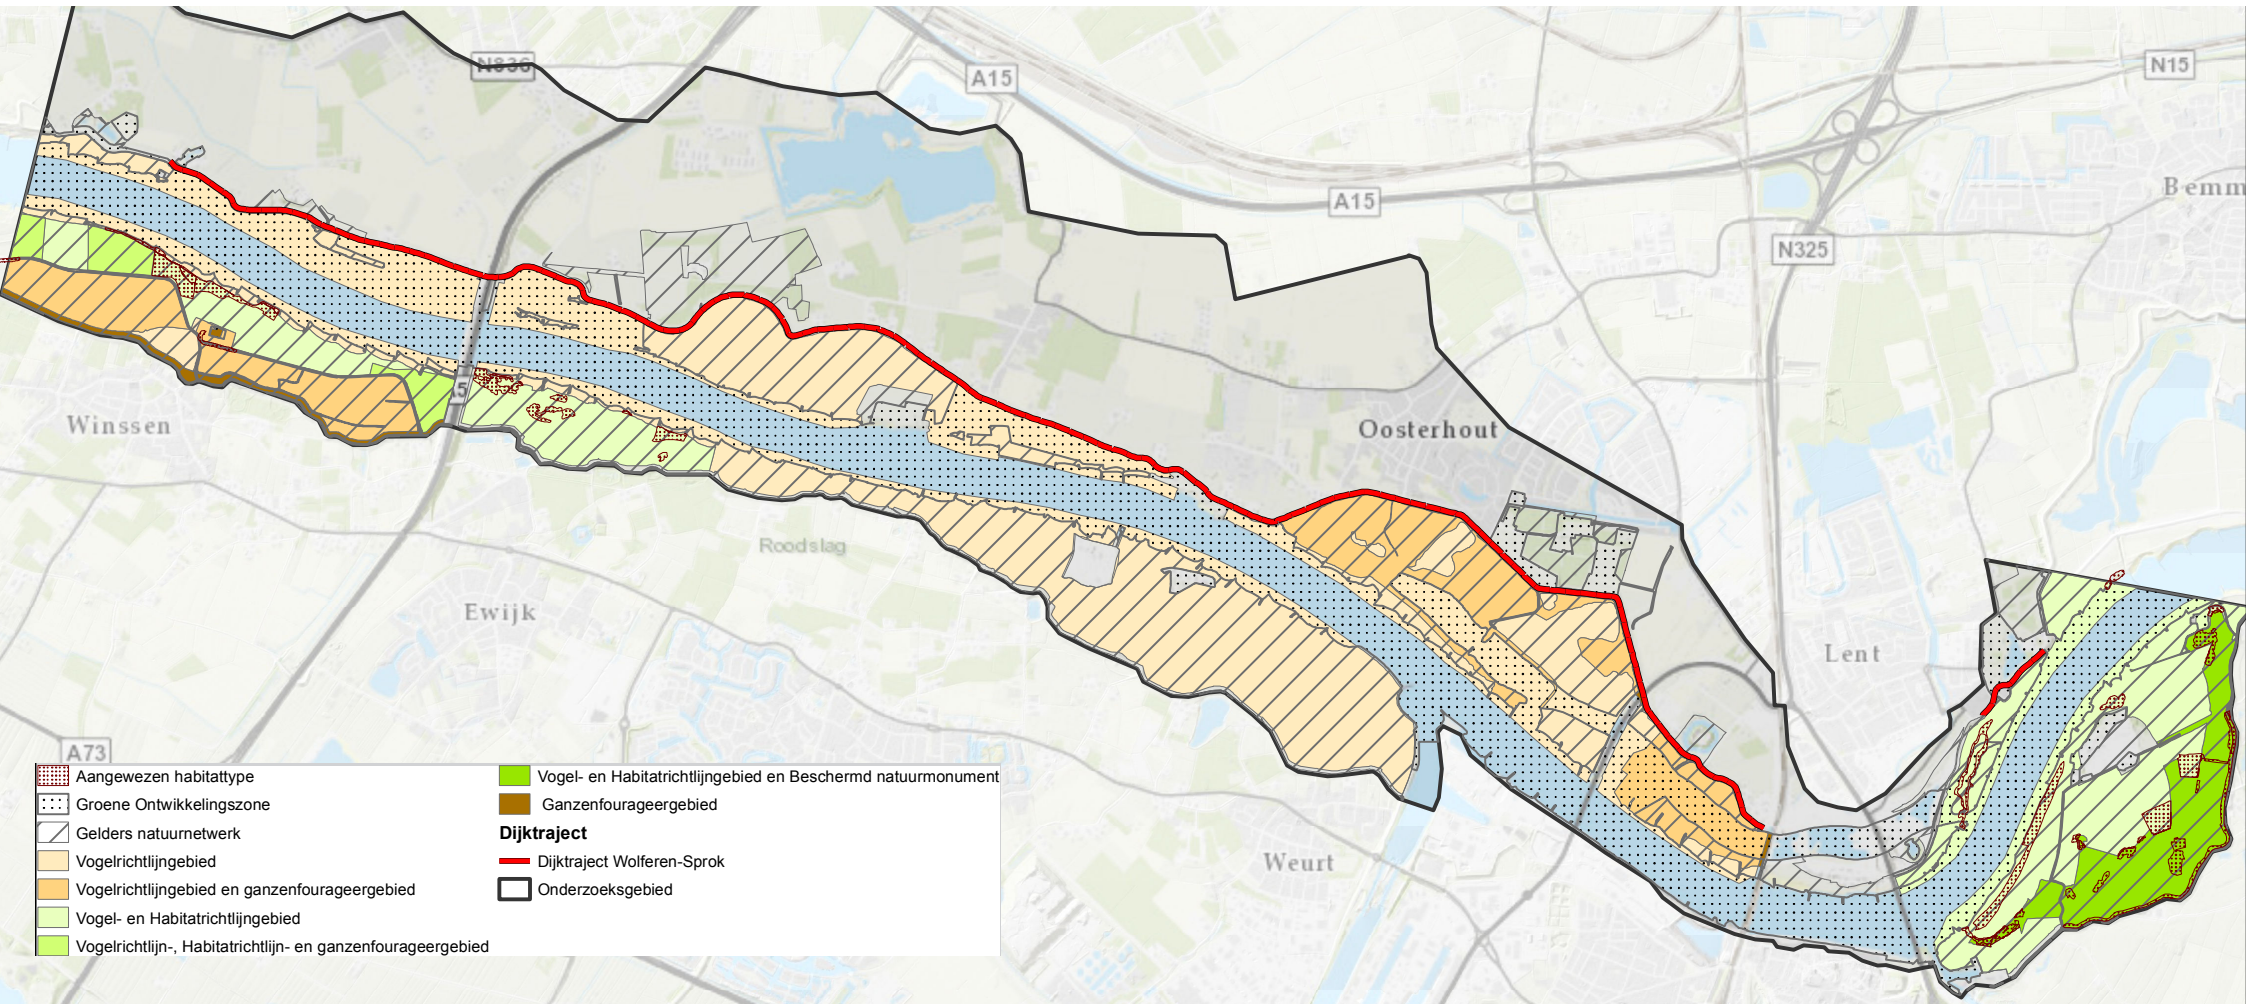 N836
A15
N15
A15
Bemm
N325
Oosterhout
Winssen
Roodslag
Ewijk
Lent
A73
Weurt
Aangewezen habitattype
Groene Ontwikkelingszone
Gelders natuurnetwerk
Vogelrichtlijngebied
Vogelrichtlijngebied en ganzenfourageergebied
Vogel- en Habitatrichtlijngebied
Vogelrichtlijn-, Habitatrichtlijn- en ganzenfourageergebied
Vogel- en Habitatrichtlijngebied en Beschermd natuurmonument
Ganzenfourageergebied
Dijktraject
Dijktraject Wolferen-Sprok
Onderzoeksgebied